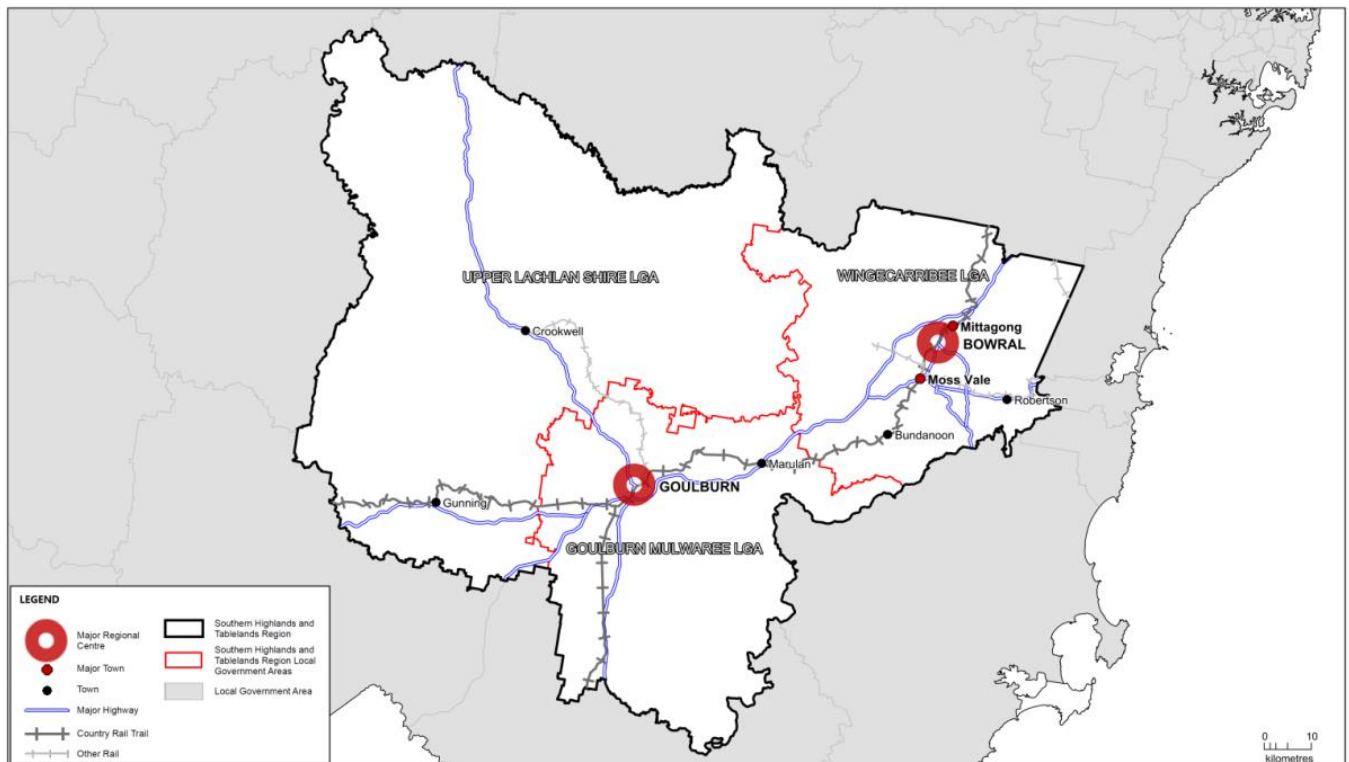 UPPER LACHLAN SHIRE LGA
WINGECARRIBEE LGA
Crookwell
Mittagong
BOWRAL
Moss Vale
Robertson
Bundanoon
Marulan
GOULBURN
Gunning
GOULBURN MULWAREE LGA
LEGEND
Major Regional
Centre
Major Town
Town
Major Highway
Country Rail Trail
Other Rail
Southern Highlands and
Tablelands Region
Southern Highlands and
Tablelands Region Local
Government Areas
Local Government Area
0 10
kilometres